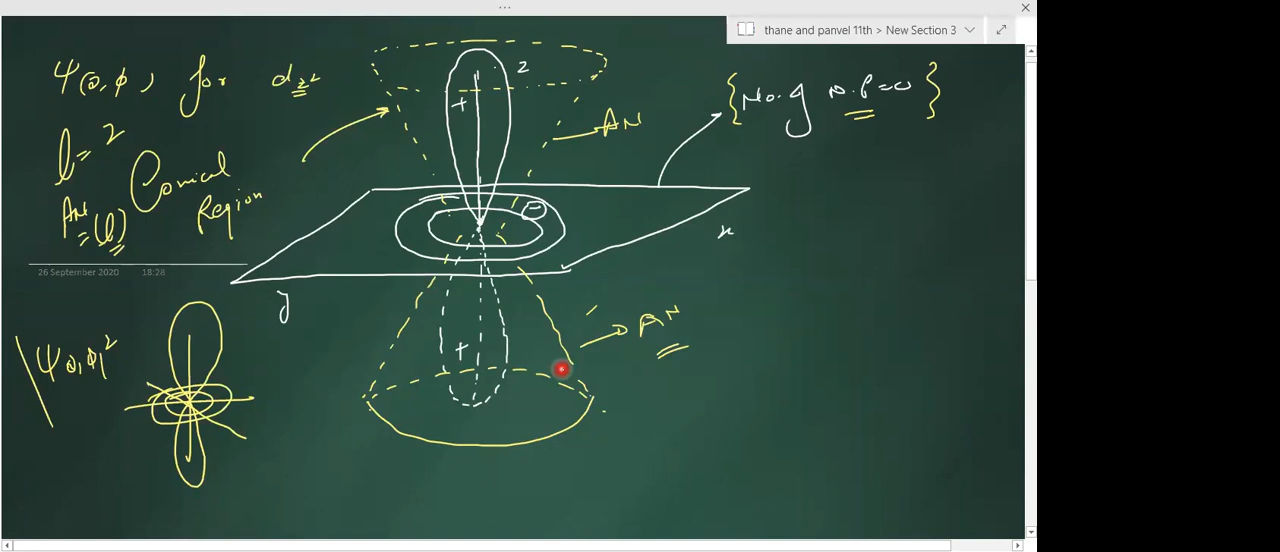 thane and panvel 11th > New Section 3
ψ(θ,φ) for d_z²
l=2
Conical
Region
AN
(l)
26 September 2020 18:28
z
+
AN
{No. of N.P=0}
-
x
y
+
AN
|ψθ,φ|²